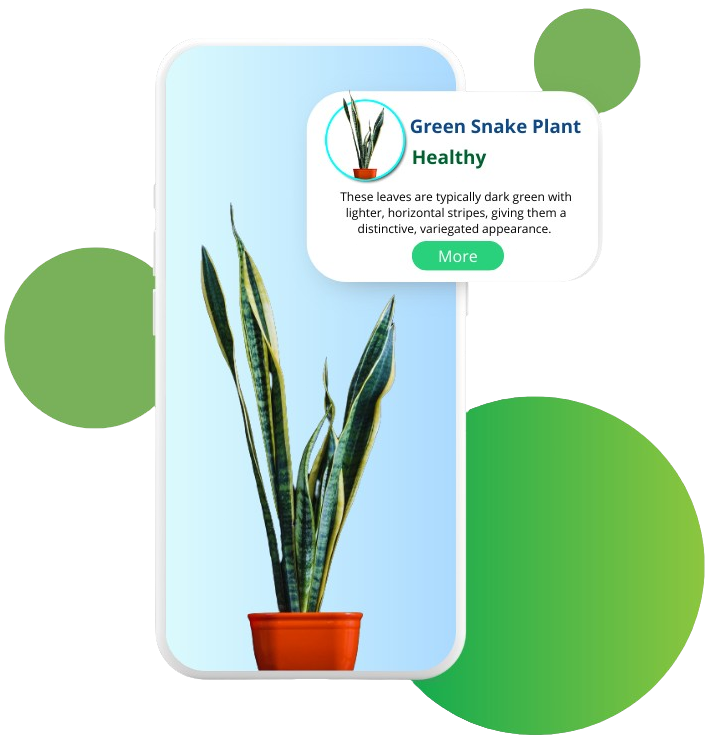 Green Snake Plant
Healthy
These leaves are typically dark green with
lighter, horizontal stripes, giving them a
distinctive, variegated appearance.
More